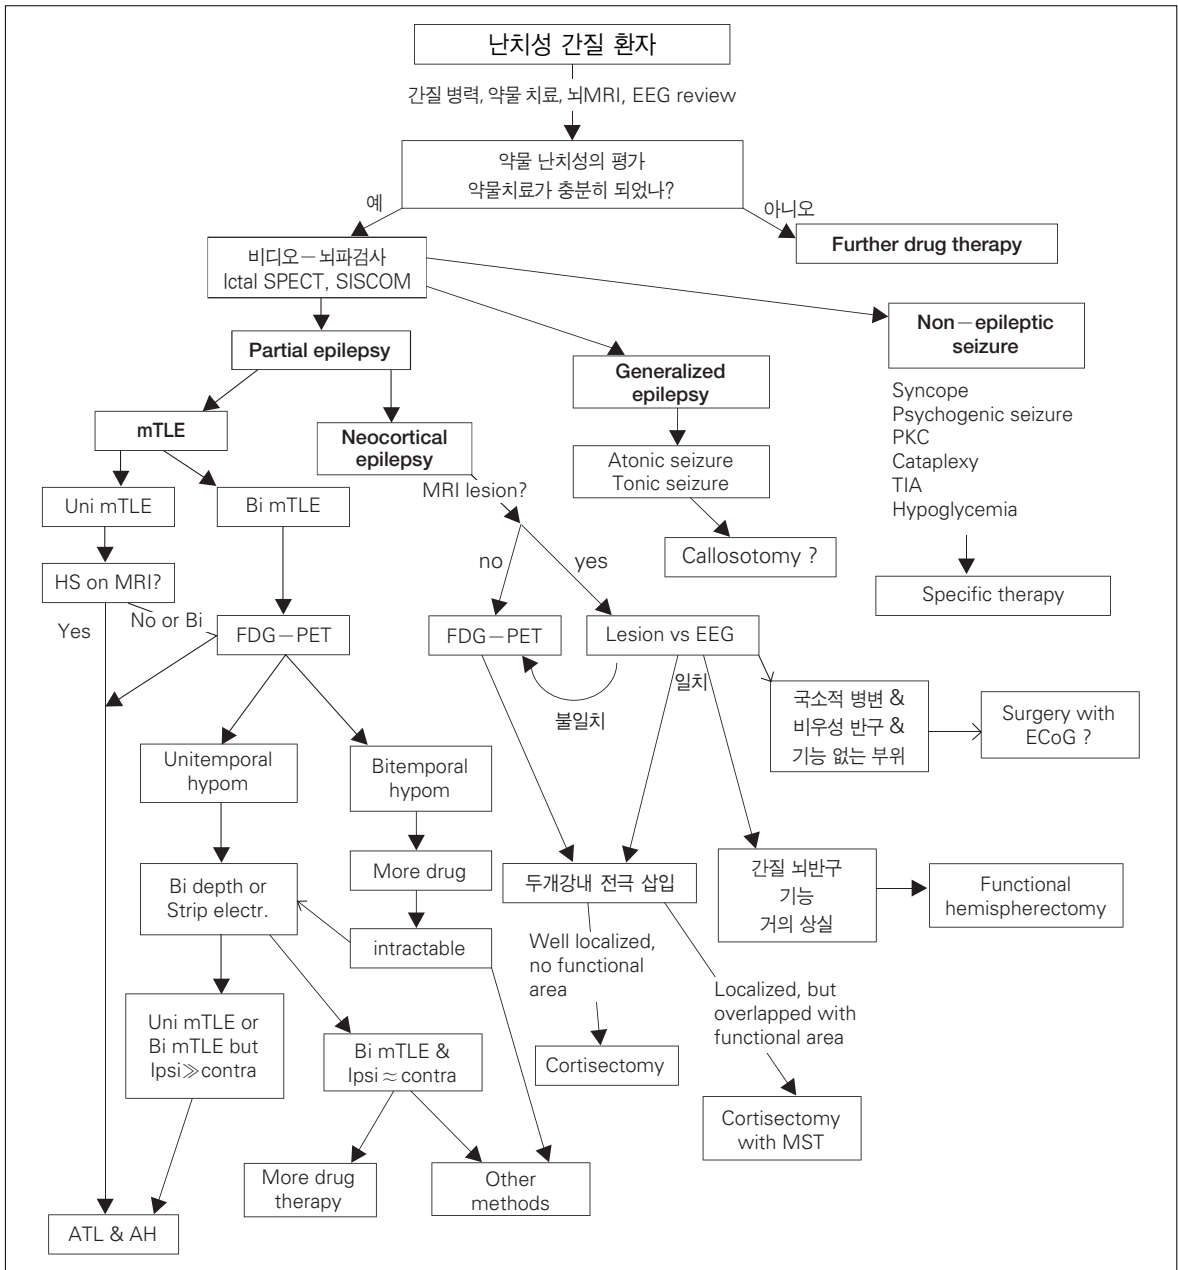 난치성 간질 환자
간질 병력, 약물 치료, 뇌MRI, EEG review
약물 난치성의 평가
약물치료가 충분히 되었나?
예
아니오
비디오−뇌파검사
Ictal SPECT, SISCOM
Further drug therapy
Partial epilepsy
Generalized
epilepsy
Non−epileptic
seizure
Syncope
Psychogenic seizure
PKC
Cataplexy
TIA
Hypoglycemia
Specific therapy
mTLE
Neocortical
epilepsy
Atonic seizure
Tonic seizure
Callosotomy ?
MRI lesion?
no
yes
Uni mTLE
Bi mTLE
HS on MRI?
Yes
No or Bi
FDG−PET
FDG−PET
Lesion vs EEG
불일치
일치
국소적 병변 &
비우성 반구 &
기능 없는 부위
Surgery with
ECoG ?
Unitemporal
hypom
Bitemporal
hypom
More drug
intractable
Bi depth or
Strip electr.
두개강내 전극 삽입
간질 뇌반구
기능
거의 상실
Functional
hemispherectomy
Well localized,
no functional
area
Localized, but
overlapped with
functional area
Uni mTLE or
Bi mTLE but
Ipsi≫contra
Bi mTLE &
Ipsi≈contra
Cortisectomy
Cortisectomy
with MST
More drug
therapy
Other
methods
ATL & AH